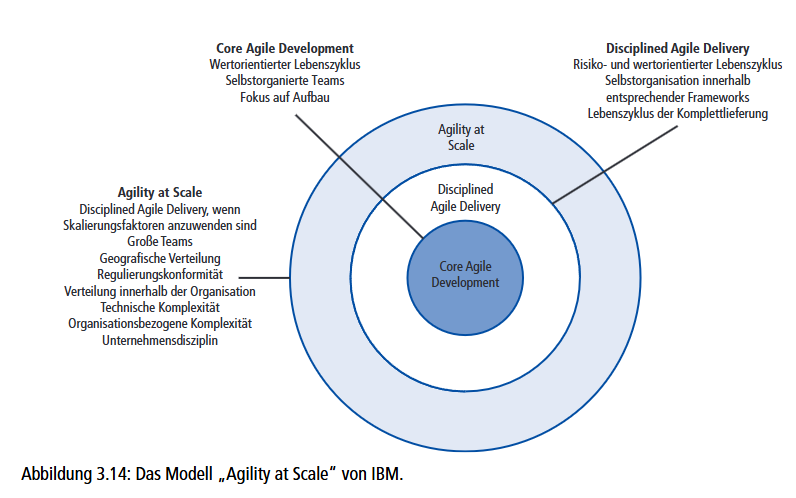 Core Agile Development
Wertorientierter Lebenszyklus
Selbstorganierte Teams
Fokus auf Aufbau
Disciplined Agile Delivery
Risiko- und wertorientierter Lebenszyklus
Selbstorganisation innerhalb
entsprechender Frameworks
Lebenszyklus der Komplettlieferung
Agility at Scale
Disciplined Agile Delivery, wenn
Skalierungsfaktoren anzuwenden sind
Große Teams
Geografische Verteilung
Regulierungskonformität
Verteilung innerhalb der Organisation
Technische Komplexität
Organisationsbezogene Komplexität
Unternehmensdisziplin
Agility at
Scale
Disciplined
Agile Delivery
Core Agile
Development
Abbildung 3.14: Das Modell „Agility at Scale“ von IBM.